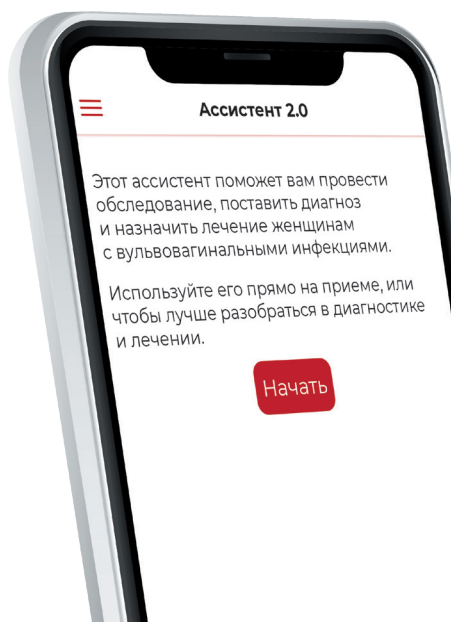 Ассистент 2.0
Этот ассистент поможет вам провести
обследование, поставить диагноз
и назначить лечение женщинам
с вульвовагинальными инфекциями.
Используйте его прямо на приеме, или
чтобы лучше разобраться в диагностике
и лечении.
Начать